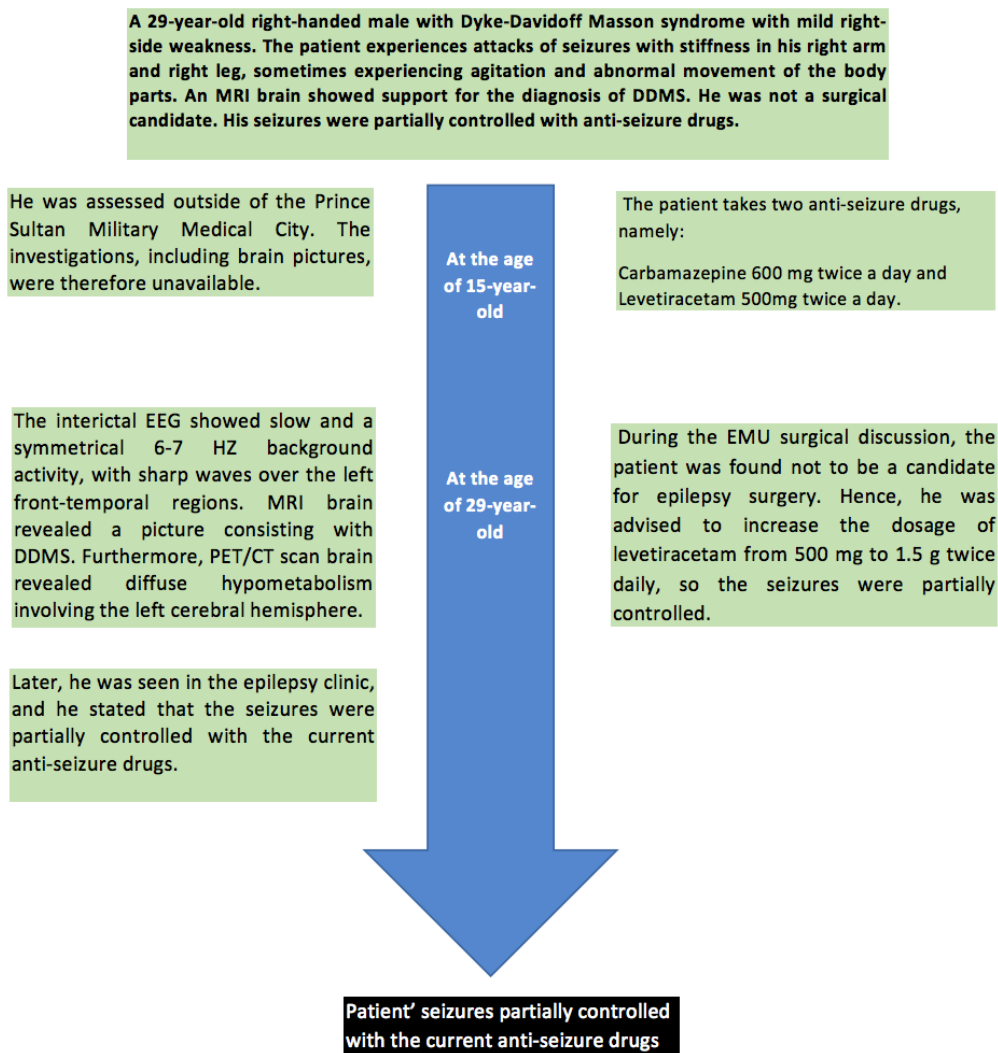 A 29-year-old right-handed male with Dyke-Davidoff Masson syndrome with mild right-
side weakness. The patient experiences attacks of seizures with stiffness in his right arm
and right leg, sometimes experiencing agitation and abnormal movement of the body
parts. An MRI brain showed support for the diagnosis of DDMS. He was not a surgical
candidate. His seizures were partially controlled with anti-seizure drugs.
He was assessed outside of the Prince
Sultan Military Medical City. The
investigations, including brain pictures,
were therefore unavailable.
At the age
of 15-year-
old
The patient takes two anti-seizure drugs,
namely:
Carbamazepine 600 mg twice a day and
Levetiracetam 500mg twice a day.
The interictal EEG showed slow and a
symmetrical 6-7 HZ background
activity, with sharp waves over the left
front-temporal regions. MRI brain
revealed a picture consisting with
DDMS. Furthermore, PET/CT scan brain
revealed diffuse hypometabolism
involving the left cerebral hemisphere.
At the age
of 29-year-
old
During the EMU surgical discussion, the
patient was found not to be a candidate
for epilepsy surgery. Hence, he was
advised to increase the dosage of
levetiracetam from 500 mg to 1.5 g twice
daily, so the seizures were partially
controlled.
Later, he was seen in the epilepsy clinic,
and he stated that the seizures were
partially controlled with the current
anti-seizure drugs.
Patient' seizures partially controlled
with the current anti-seizure drugs